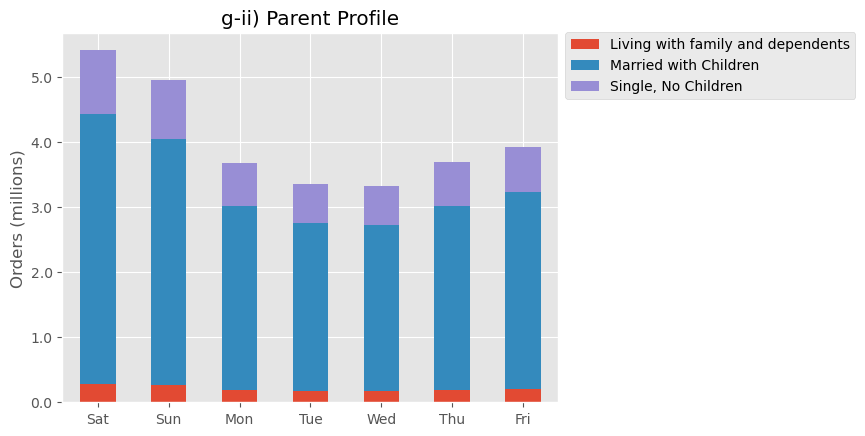 g-ii) Parent Profile
Living with family and dependents
Married with Children
Single, No Children
Orders (millions)
5.0
4.0
3.0
2.0
1.0
0.0
Sat Sun Mon Tue Wed Thu Fri